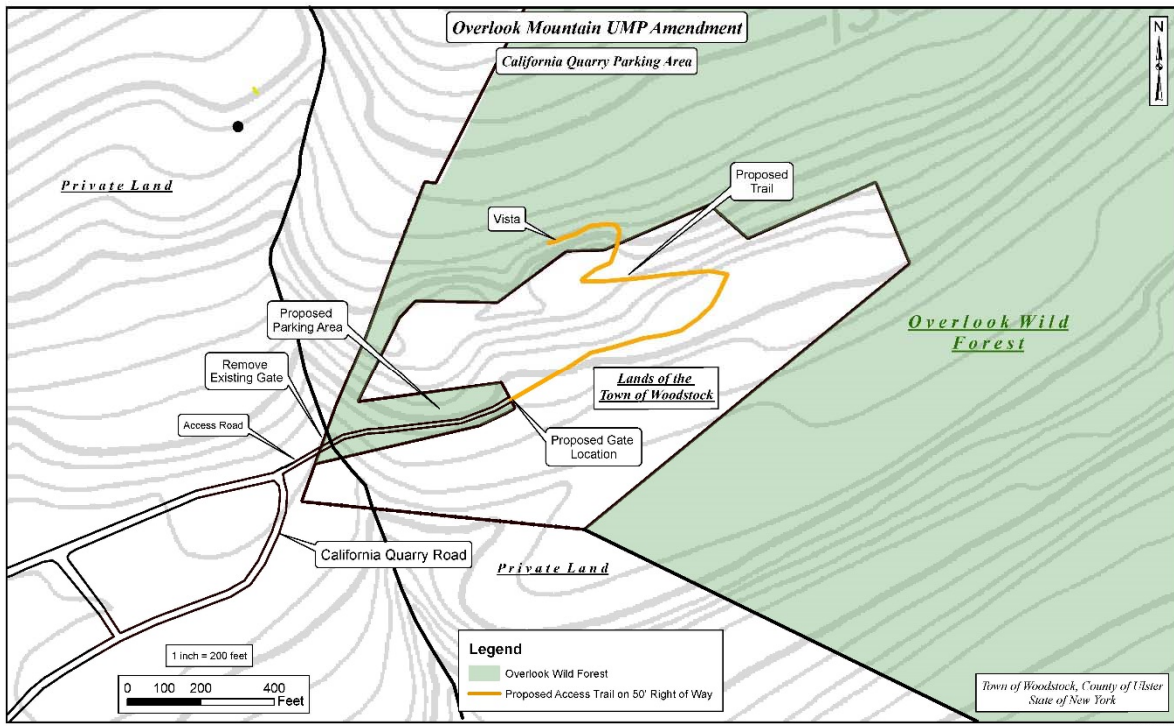 Overlook Mountain UMP Amendment
California Quarry Parking Area
N
Private Land
Vista
Proposed
Trail
Proposed
Parking Area
Overlook Wild
Forest
Remove
Existing Gate
Lands of the
Town of Woodstock
Access Road
Proposed Gate
Location
California Quarry Road
Private Land
1 inch = 200 feet
0 100 200 400
Feet
Legend
Overlook Wild Forest
Proposed Access Trail on 50' Right of Way
Town of Woodstock, County of Ulster
State of New York